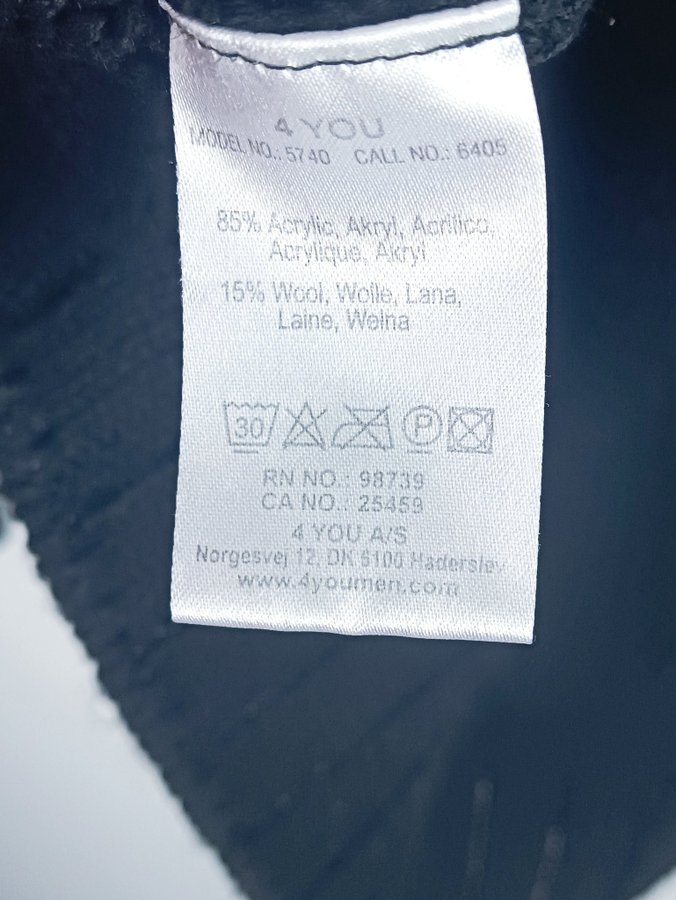 4 YOU
MODEL NO.: 5740 CALL NO.: 6405
85% Acrylic, Akryl, Acrilico,
Acrylique, Akryl
15% Wool, Wolle, Lana,
Laine, Welna
30 P
RN NO.: 98739
CA NO.: 25459
4 YOU A/S
Norgesvej 12, DK 6100 Haderslev
www.4youmen.com